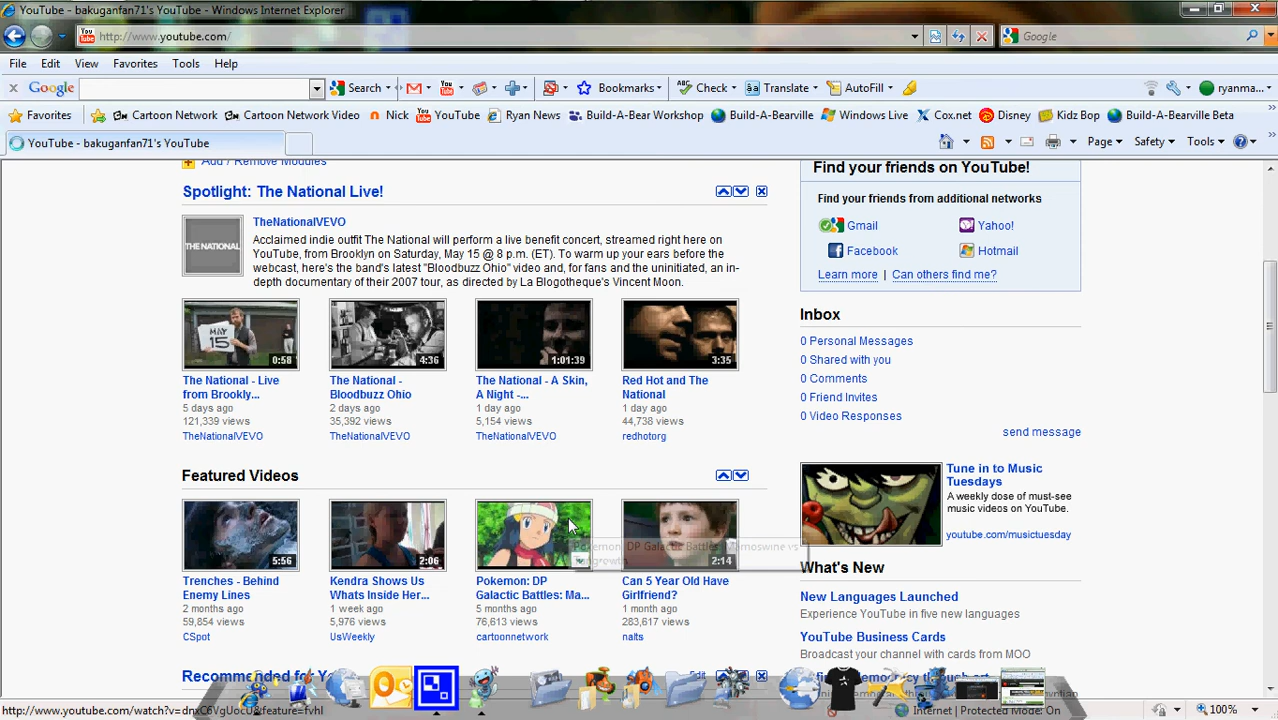 YouTube - bakuganfan71's YouTube - Windows Internet Explorer
You Tube http://www.youtube.com/ Google
File Edit View Favorites Tools Help
x Google Search Bookmarks Check Translate AutoFill ryanma...
Favorites Cartoon Network Cartoon Network Video Nick YouTube Ryan News Build-A-Bear Workshop Build-A-Bearville Windows Live Cox.net Disney Kidz Bop Build-A-Bearville Beta
YouTube - bakuganfan71's YouTube Page Safety Tools
Add / Remove Modules
Spotlight: The National Live!
THE NATIONAL
TheNationalVEVO
Acclaimed indie outfit The National will perform a live benefit concert, streamed right here on
YouTube, from Brooklyn on Saturday, May 15 @ 8 p.m. (ET). To warm up your ears before the
webcast, here's the band's latest "Bloodbuzz Ohio" video and, for fans and the uninitiated, an in-
depth documentary of their 2007 tour, as directed by La Blogotheque's Vincent Moon.
MAY 15
0:58 4:36 1:01:39 3:35
The National - Live from Brookly...
5 days ago
121,339 views
TheNationalVEVO
The National - Bloodbuzz Ohio
2 days ago
35,392 views
TheNationalVEVO
The National - A Skin, A Night -...
1 day ago
5,154 views
TheNationalVEVO
Red Hot and The National
1 day ago
44,738 views
redhotorg
Featured Videos
5:56 2:06 2:14
Trenches - Behind Enemy Lines
2 months ago
59,854 views
CSpot
Kendra Shows Us Whats Inside Her...
1 week ago
5,976 views
UsWeekly
Pokemon: DP Galactic Battles: Ma...
5 months ago
76,613 views
cartoonnetwork
Can 5 Year Old Have Girlfriend?
1 month ago
283,617 views
nalts
Pokemon: DP Galactic Battles: Mamoswine vs
Recommended for Y
Edit
Find your friends on YouTube!
Find your friends from additional networks
Gmail Yahoo!
Facebook Hotmail
Learn more | Can others find me?
Inbox
0 Personal Messages
0 Shared with you
0 Comments
0 Friend Invites
0 Video Responses
send message
Tune in to Music
Tuesdays
A weekly dose of must-see
music videos on YouTube.
youtube.com/musictuesday
What's New
New Languages Launched
Experience YouTube in five new languages
YouTube Business Cards
Broadcast your channel with cards from MOO
http://www.youtube.com/watch?v=dnxC6VgUocU&feature=fvhl Internet | Protected Mode: On 100%